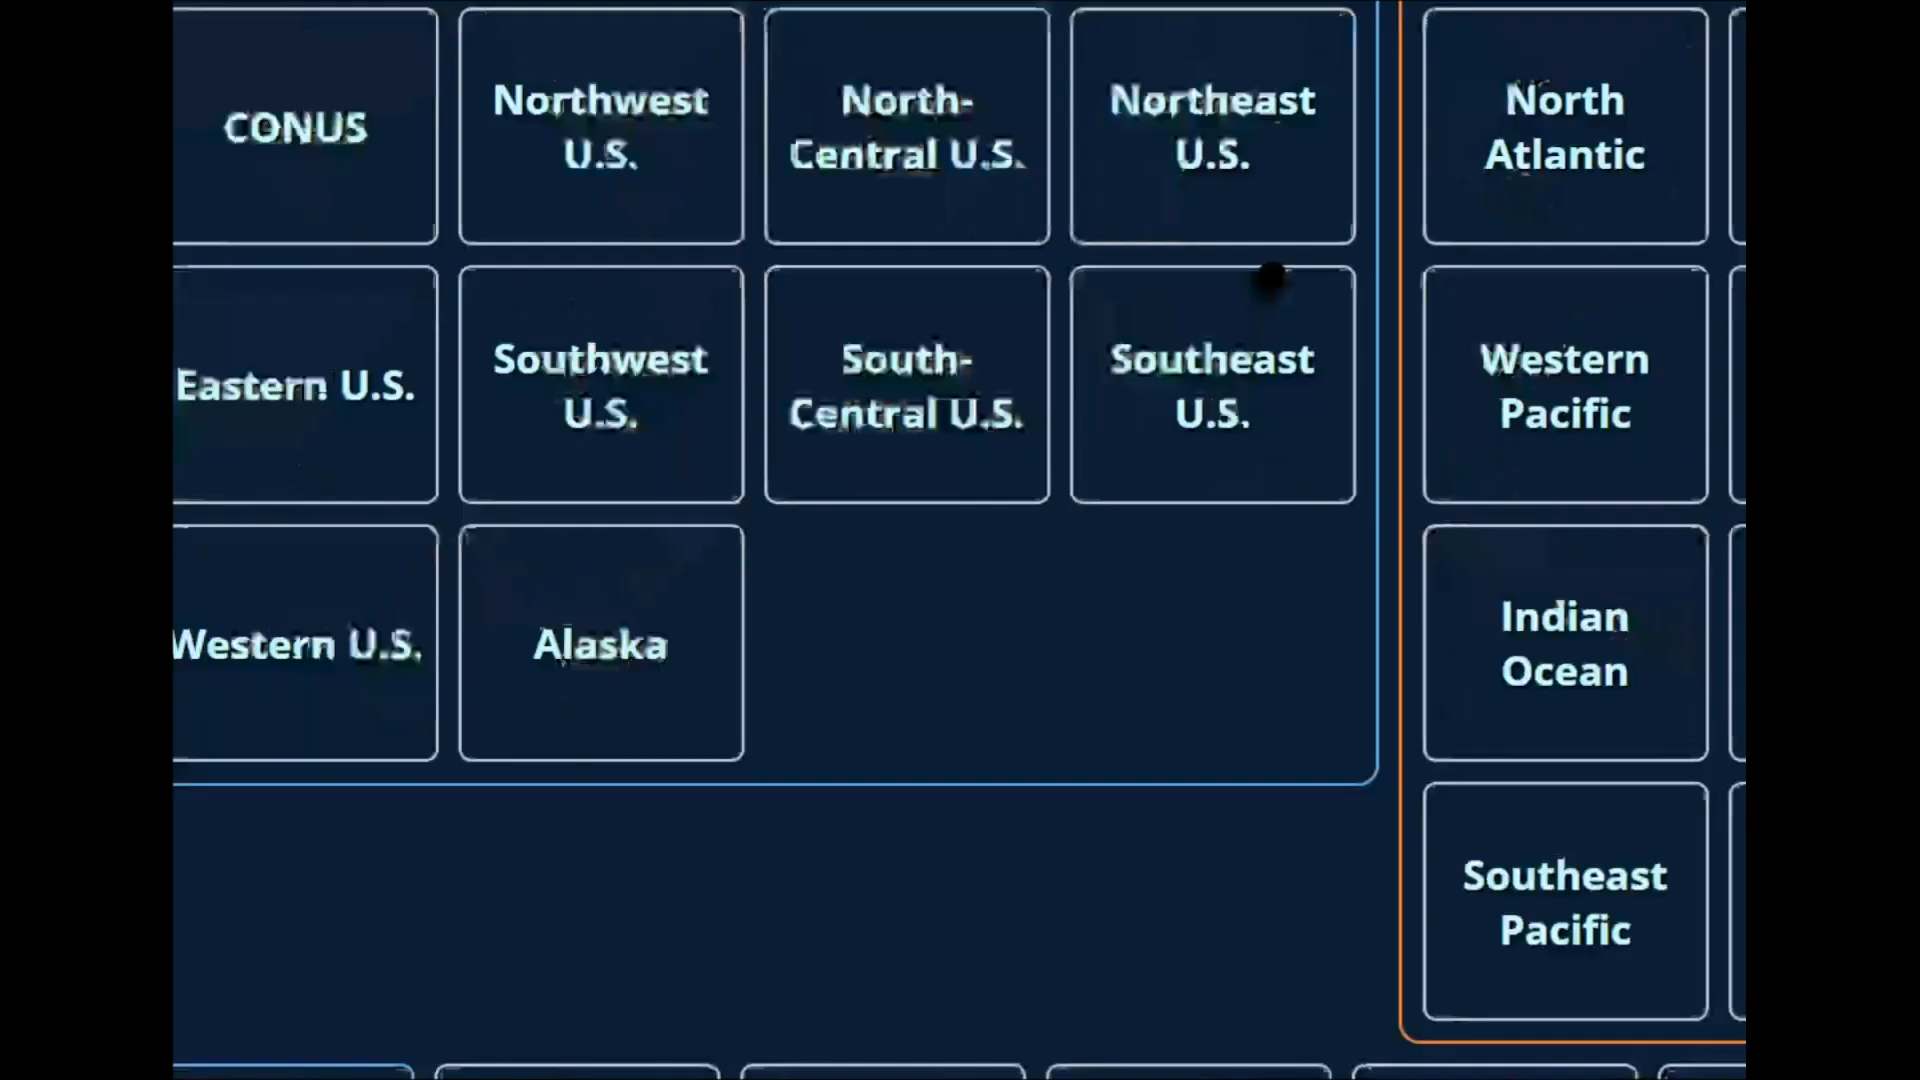 CONUS
Northwest
U.S.
North-
Central U.S.
Northeast
U.S.
North
Atlantic
Eastern U.S.
Southwest
U.S.
South-
Central U.S.
Southeast
U.S.
Western
Pacific
Western U.S.
Alaska
Indian
Ocean
Southeast
Pacific